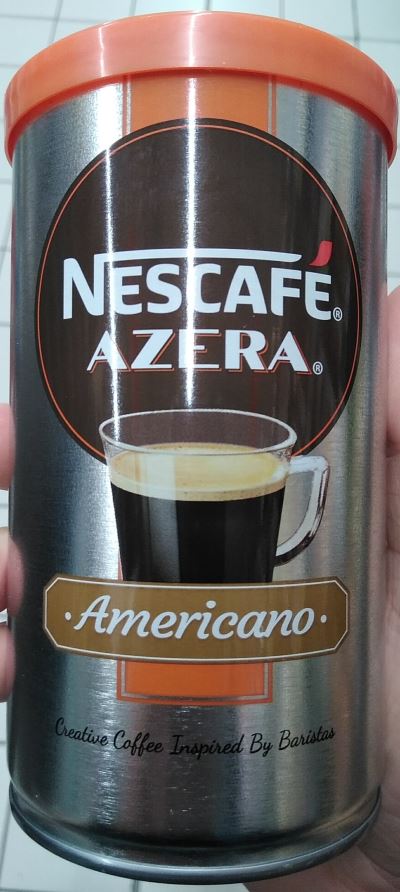 NESCAFÉ®
AZERA®
·Americano·
Creative Coffee Inspired By Baristas